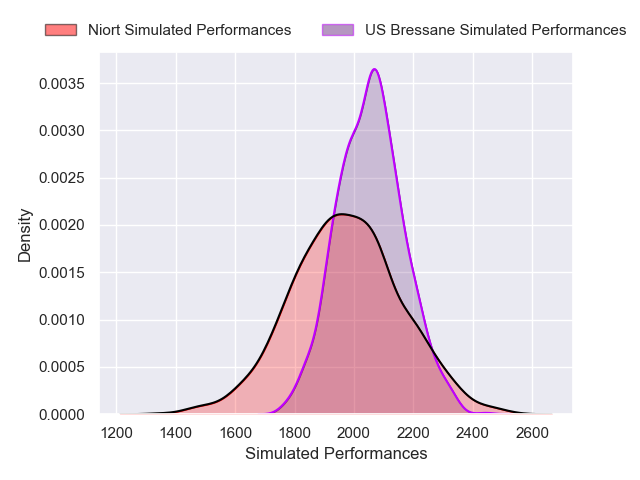 Niort Simulated Performances US Bressane Simulated Performances
0.0035
0.0030
0.0025
0.0020
0.0015
0.0010
0.0005
0.0000
Density
1200 1400 1600 1800 2000 2200 2400 2600
Simulated Performances